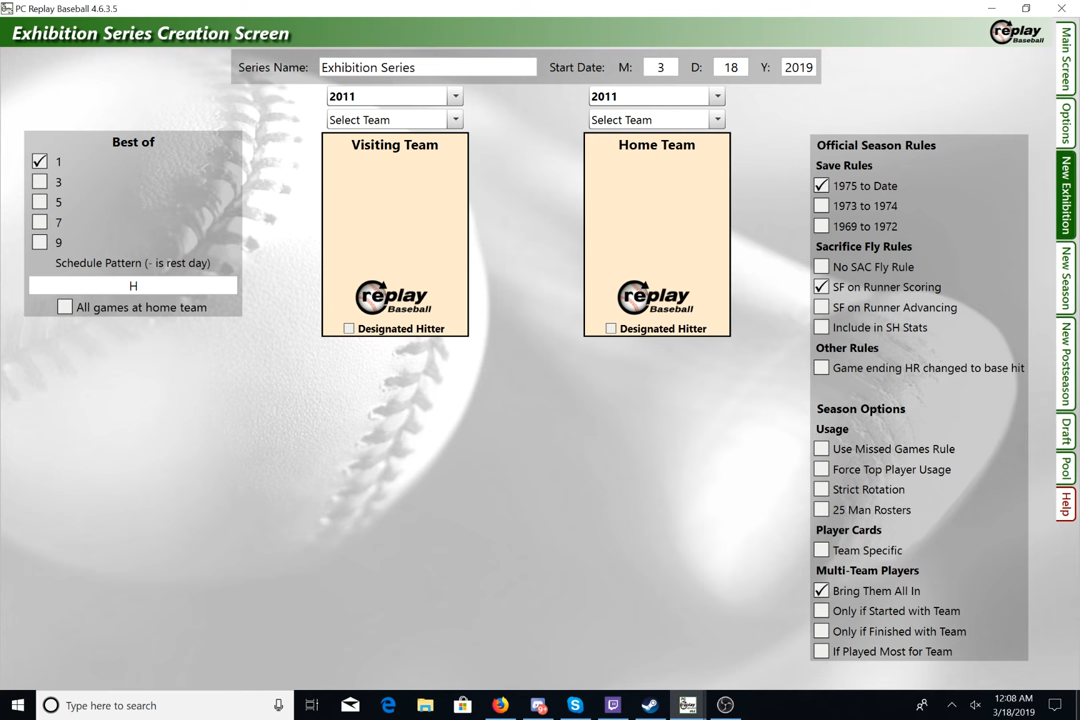 PC Replay Baseball 4.6.3.5
Exhibition Series Creation Screen
replay
Baseball
Series Name: Exhibition Series Start Date: M: 3 D: 18 Y: 2019
2011
Select Team
Visiting Team
replay
Baseball
Designated Hitter
2011
Select Team
Home Team
replay
Baseball
Designated Hitter
Best of
1
3
5
7
9
Schedule Pattern (- is rest day)
H
All games at home team
Official Season Rules
Save Rules
1975 to Date
1973 to 1974
1969 to 1972
Sacrifice Fly Rules
No SAC Fly Rule
SF on Runner Scoring
SF on Runner Advancing
Include in SH Stats
Other Rules
Game ending HR changed to base hit
Season Options
Usage
Use Missed Games Rule
Force Top Player Usage
Strict Rotation
25 Man Rosters
Player Cards
Team Specific
Multi-Team Players
Bring Them All In
Only if Started with Team
Only if Finished with Team
If Played Most for Team
Main Screen
Options
New Exhibition
New Season
New Postseason
Draft
Pool
Help
Type here to search
12:08 AM
3/18/2019